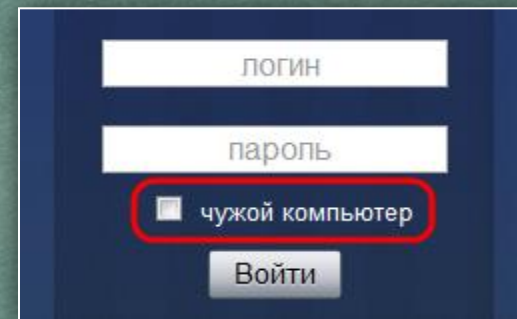 логин
пароль
чужой компьютер
Войти